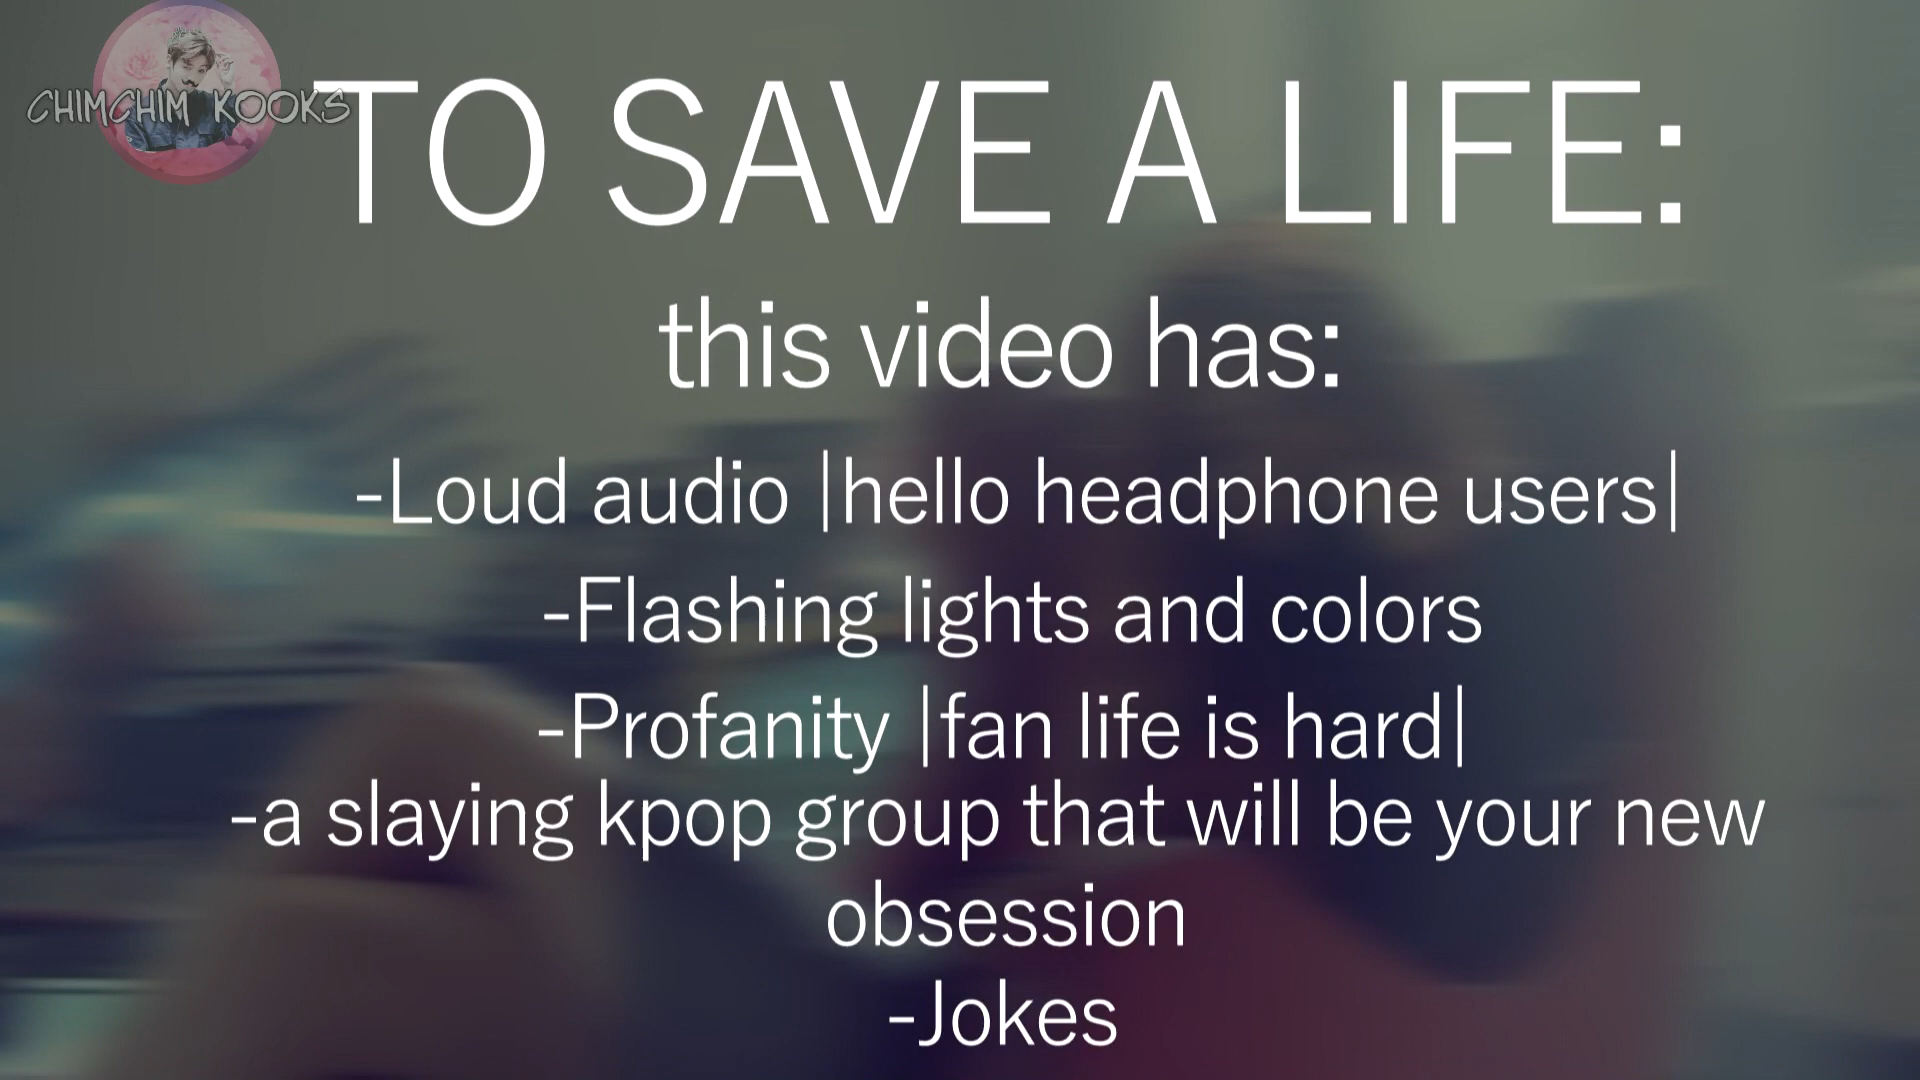 CHIMCHIM KOOKS
TO SAVE A LIFE:
this video has:
-Loud audio |hello headphone users|
-Flashing lights and colors
-Profanity |fan life is hard|
-a slaying kpop group that will be your new
obsession
-Jokes